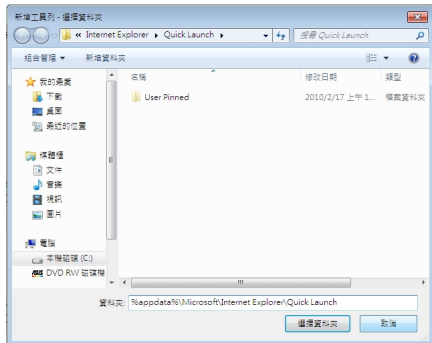 新增工具列 - 選擇資料夾
« Internet Explorer ▸ Quick Launch ▸
搜尋 Quick Launch
組合管理 ▼ 新增資料夾
名稱 修改日期 類型
我的最愛
下載
桌面
最近的位置
媒體櫃
文件
音樂
視訊
圖片
電腦
本機磁碟 (C:)
DVD RW 磁碟機
User Pinned 2010/2/17 上午 1... 檔案資料夾
資料夾: %appdata%\Microsoft\Internet Explorer\Quick Launch
選擇資料夾 取消